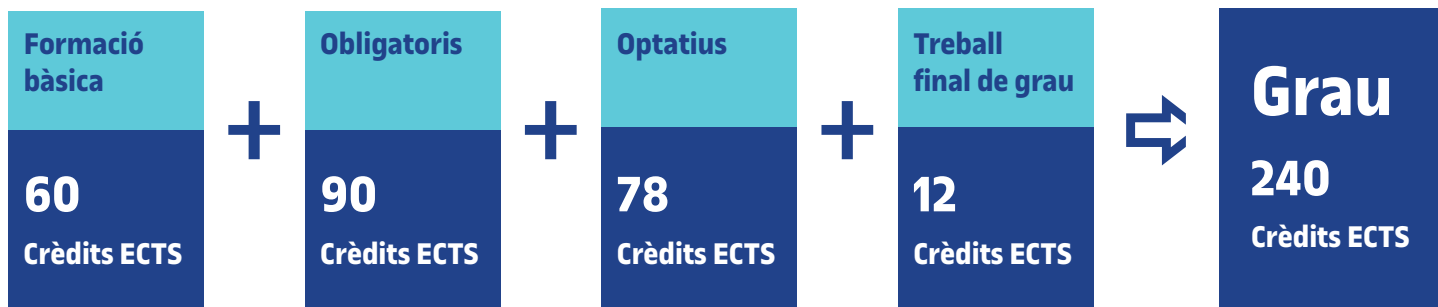 Formació
bàsica
60
Crèdits ECTS
+
Obligatoris
90
Crèdits ECTS
+
Optatius
78
Crèdits ECTS
+
Treball
final de grau
12
Crèdits ECTS
Grau
240
Crèdits ECTS